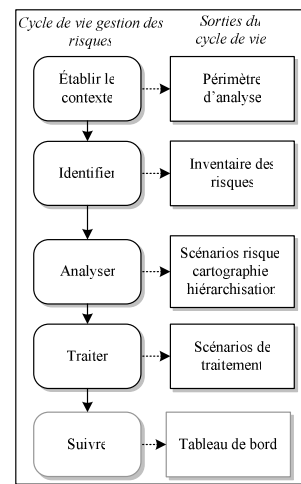 Cycle de vie gestion des
risques
Sorties du
cycle de vie
Établir le
contexte
Périmètre
d'analyse
Identifier
Inventaire des
risques
Analyser
Scénarios risque
cartographie
hiérarchisation
Traiter
Scénarios de
traitement
Suivre
Tableau de bord